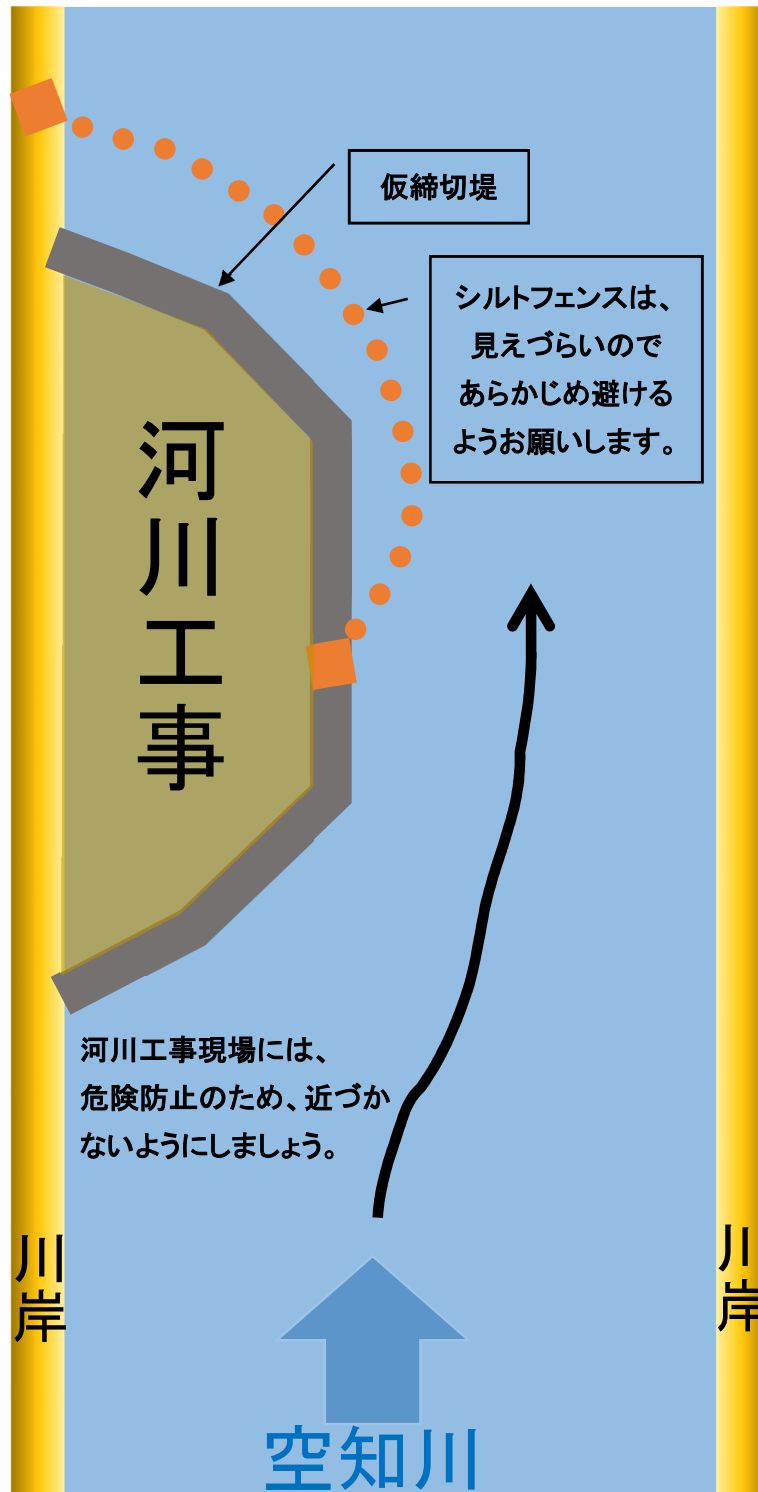 仮締切堤
シルトフェンスは、
見えづらいので
あらかじめ避ける
ようお願いします。
河川工事
河川工事現場には、
危険防止のため、近づか
ないようにしましょう。
川岸
川岸
空知川